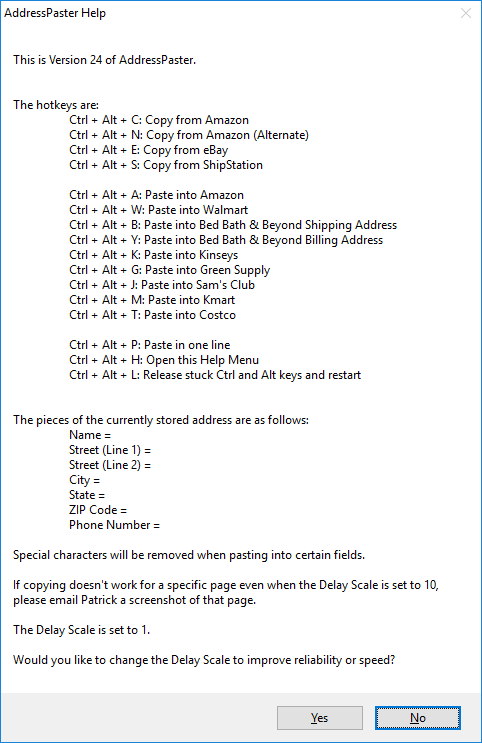 AddressPaster Help
This is Version 24 of AddressPaster.
The hotkeys are:
Ctrl + Alt + C: Copy from Amazon
Ctrl + Alt + N: Copy from Amazon (Alternate)
Ctrl + Alt + E: Copy from eBay
Ctrl + Alt + S: Copy from ShipStation
Ctrl + Alt + A: Paste into Amazon
Ctrl + Alt + W: Paste into Walmart
Ctrl + Alt + B: Paste into Bed Bath & Beyond Shipping Address
Ctrl + Alt + Y: Paste into Bed Bath & Beyond Billing Address
Ctrl + Alt + K: Paste into Kinseys
Ctrl + Alt + G: Paste into Green Supply
Ctrl + Alt + J: Paste into Sam's Club
Ctrl + Alt + M: Paste into Kmart
Ctrl + Alt + T: Paste into Costco
Ctrl + Alt + P: Paste in one line
Ctrl + Alt + H: Open this Help Menu
Ctrl + Alt + L: Release stuck Ctrl and Alt keys and restart
The pieces of the currently stored address are as follows:
Name =
Street (Line 1) =
Street (Line 2) =
City =
State =
ZIP Code =
Phone Number =
Special characters will be removed when pasting into certain fields.
If copying doesn't work for a specific page even when the Delay Scale is set to 10,
please email Patrick a screenshot of that page.
The Delay Scale is set to 1.
Would you like to change the Delay Scale to improve reliability or speed?
Yes
No